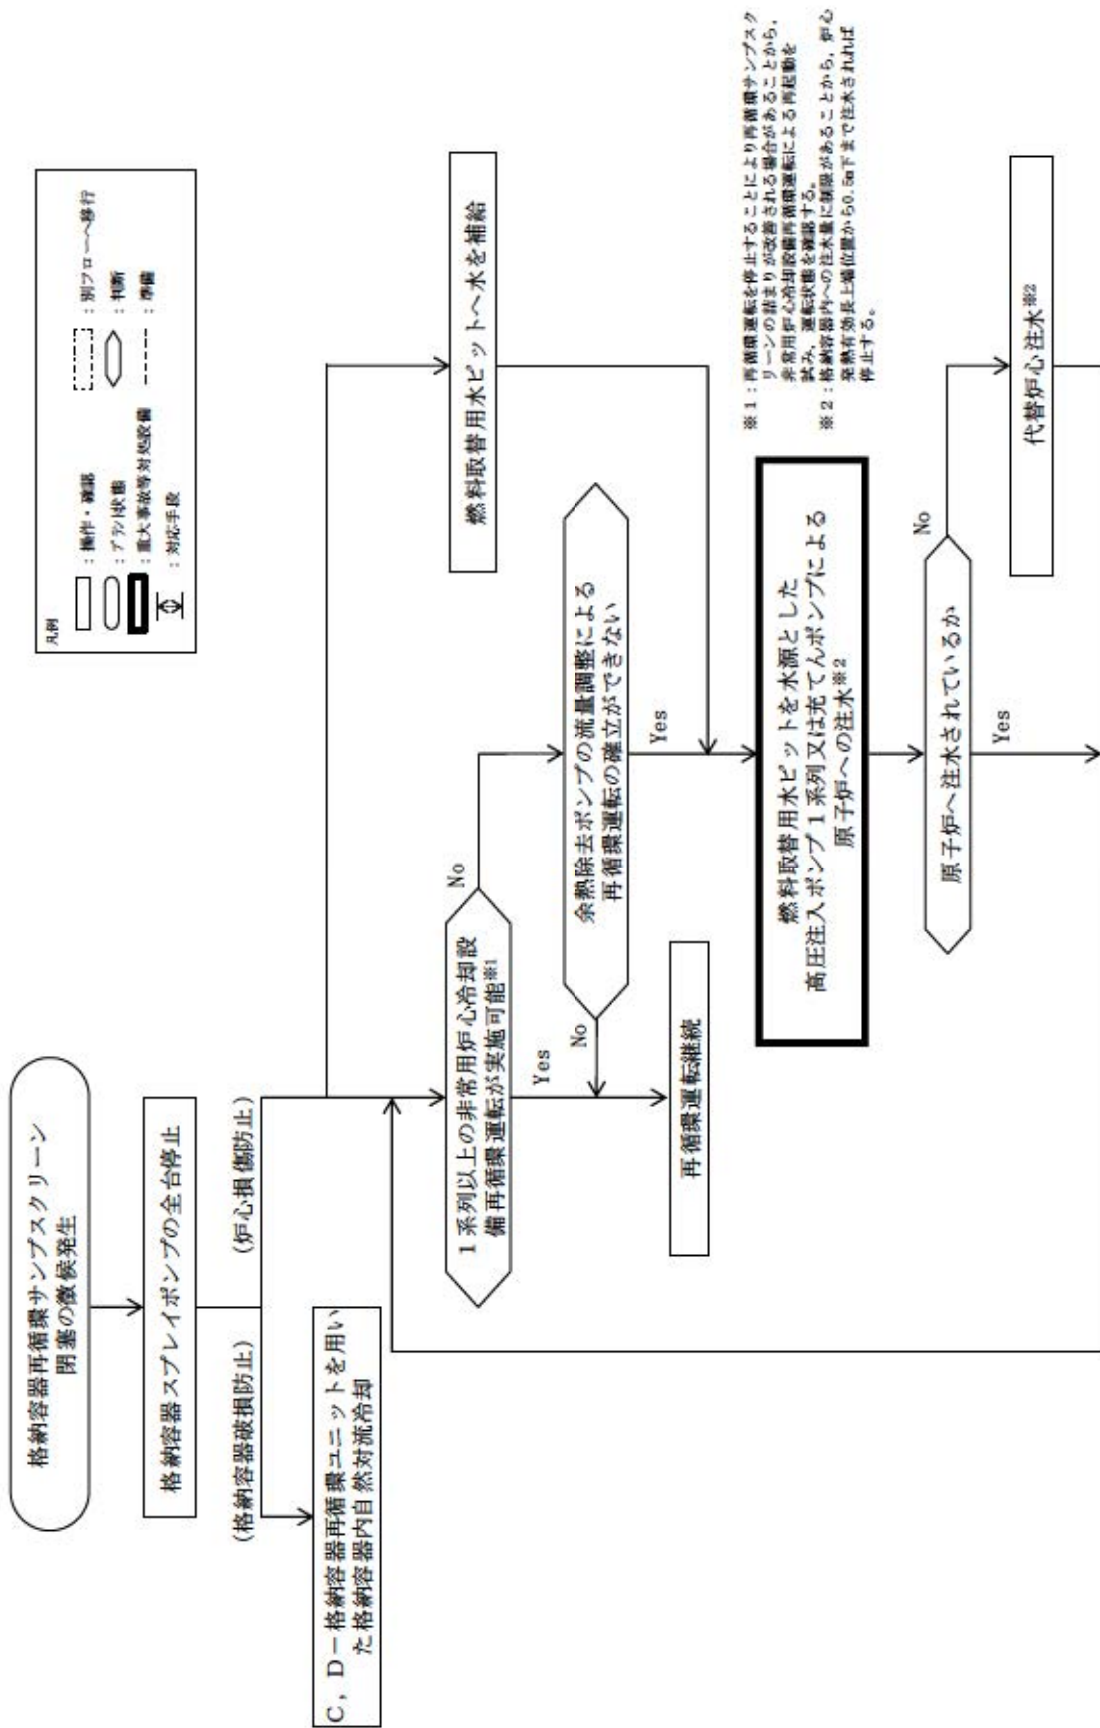 格納容器再循環サンプスクリーン
閉塞の徴候発生
格納容器スプレイポンプの全台停止
(格納容器破損防止)
(炉心損傷防止)
C,D-格納容器再循環ユニットを用い
た格納容器内自然対流冷却
1系列以上の非常用炉心冷却設
備再循環運転が実施可能※1
Yes
No
余熱除去ポンプの流量調整による
再循環運転の確立ができない
No
Yes
再循環運転継続
燃料取替用水ピットへ水を補給
燃料取替用水ピットを水源とした
高圧注入ポンプ1系列又は充てんポンプによる
原子炉への注水※2
原子炉へ注水されているか
No
Yes
代替炉心注水※2
凡例
:操作・確認
:プラント状態
:重大事故等対処設備
:対応手段
:別フローへ移行
:判断
:準備
※1:再循環運転を停止することにより再循環サンプスク
リーンの詰まりが改善される場合があることから,
非常用炉心冷却設備再循環運転による再起動を
試み,運転状態を確認する。
※2:格納容器内への注水量に制限があることから,炉心
発熱有効長上端位置から0.5m下まで注水されれば
停止する。